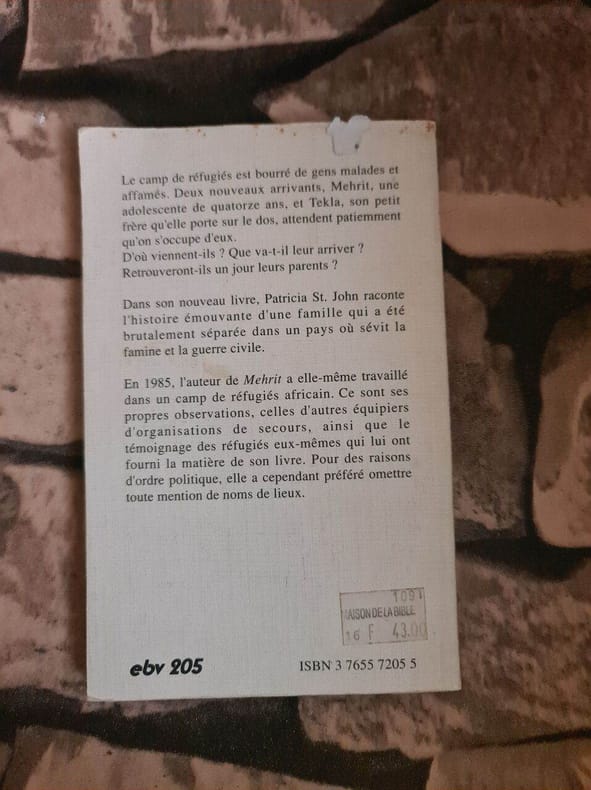 Le camp de réfugiés est bourré de gens malades et
affamés. Deux nouveaux arrivants, Mehrit, une
adolescente de quatorze ans, et Tekla, son petit
frère qu'elle porte sur le dos, attendent patiemment
qu'on s'occupe d'eux.
D'où viennent-ils ? Que va-t-il leur arriver ?
Retrouveront-ils un jour leurs parents ?
Dans son nouveau livre, Patricia St. John raconte
l'histoire émouvante d'une famille qui a été
brutalement séparée dans un pays où sévit la
famine et la guerre civile.
En 1985, l'auteur de Mehrit a elle-même travaillé
dans un camp de réfugiés africain. Ce sont ses
propres observations, celles d'autres équipiers
d'organisations de secours, ainsi que le
témoignage des réfugiés eux-mêmes qui lui ont
fourni la matière de son livre. Pour des raisons
d'ordre politique, elle a cependant préféré omettre
toute mention de noms de lieux.
1091
MAISON DE LA BIBLE
16 F 43.00
ebv 205
ISBN 3 7655 7205 5